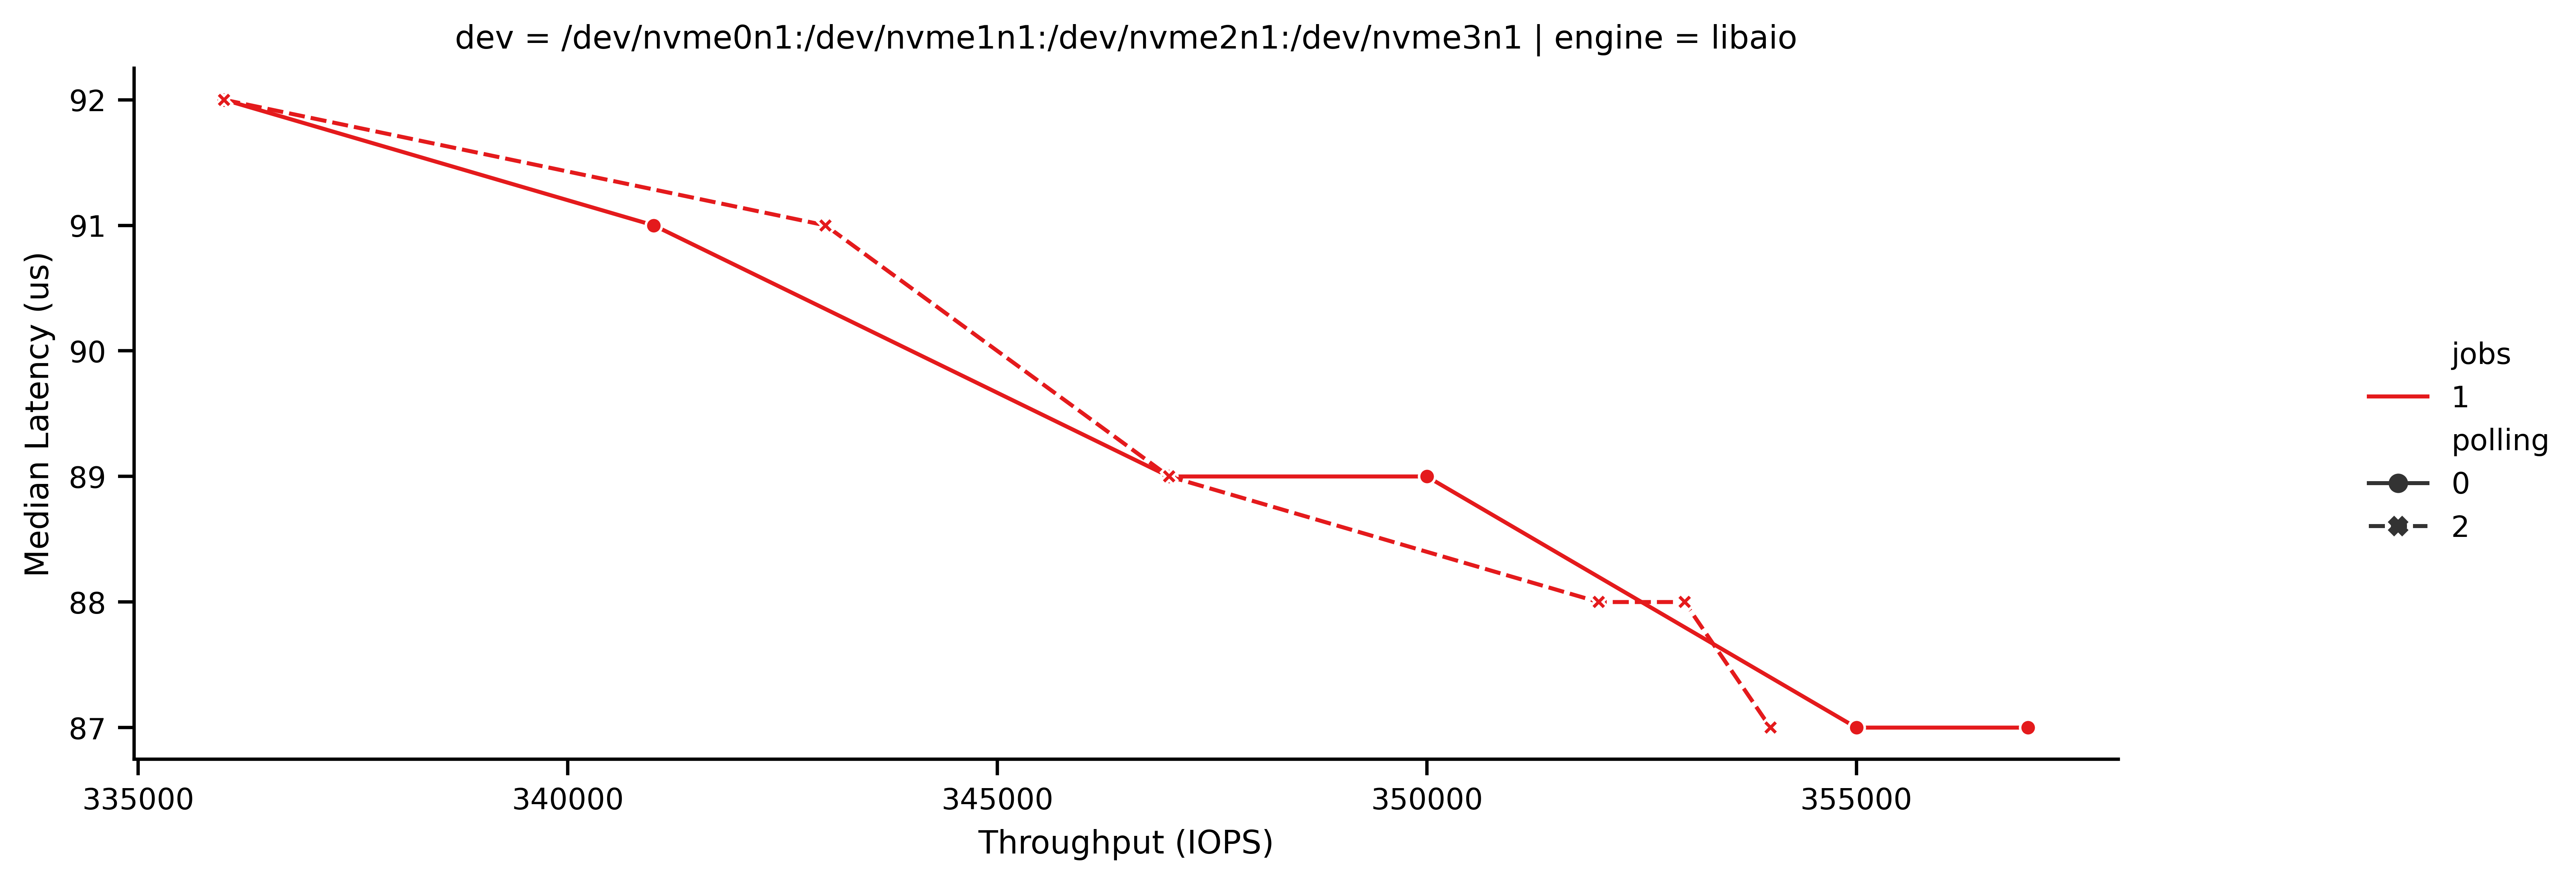 dev = /dev/nvme0n1:/dev/nvme1n1:/dev/nvme2n1:/dev/nvme3n1 | engine = libaio
92
91
90
89
88
87
Median Latency (us)
335000 340000 345000 350000 355000
Throughput (IOPS)
jobs
1
polling
0
2